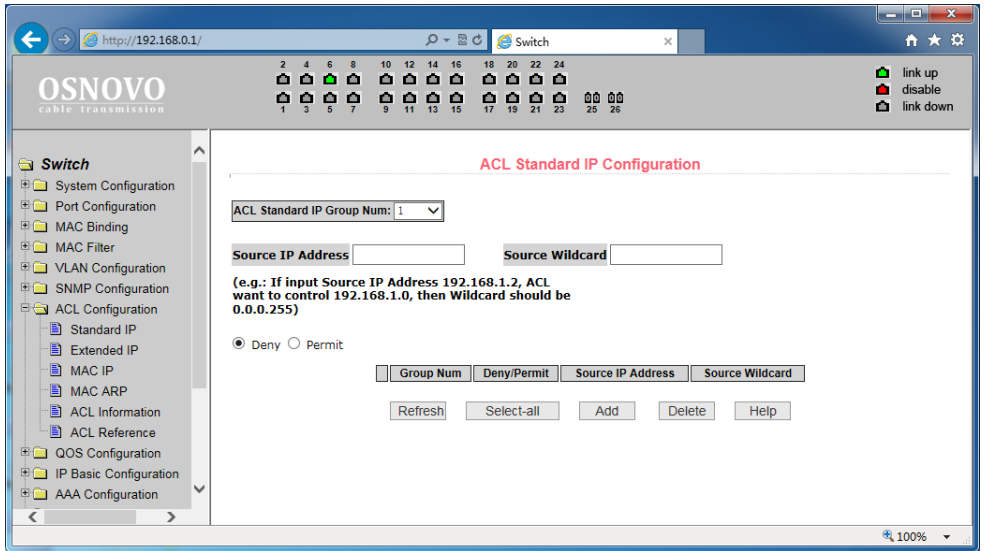 http://192.168.0.1/
Switch
OSNOVO
cable transmission
2 4 6 8 10 12 14 16 18 20 22 24
1 3 5 7 9 11 13 15 17 19 21 23 25 26
link up
disable
link down
Switch
System Configuration
Port Configuration
MAC Binding
MAC Filter
VLAN Configuration
SNMP Configuration
ACL Configuration
Standard IP
Extended IP
MAC IP
MAC ARP
ACL Information
ACL Reference
QOS Configuration
IP Basic Configuration
AAA Configuration
ACL Standard IP Configuration
ACL Standard IP Group Num: 1
Source IP Address Source Wildcard
(e.g.: If input Source IP Address 192.168.1.2, ACL
want to control 192.168.1.0, then Wildcard should be
0.0.0.255)
Deny Permit
Group Num Deny/Permit Source IP Address Source Wildcard
Refresh Select-all Add Delete Help
100%